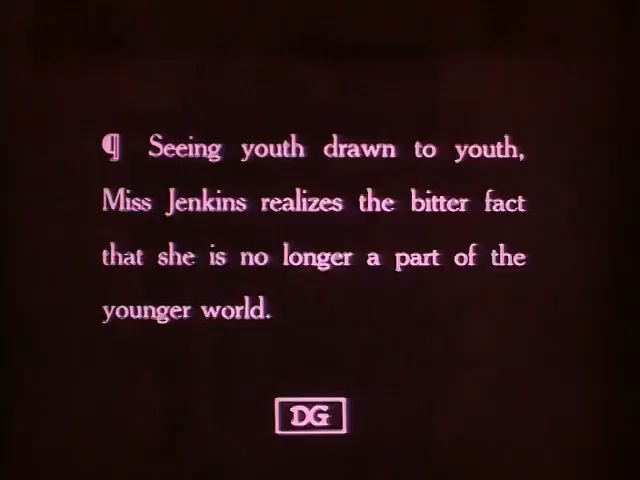 ¶ Seeing youth drawn to youth,
Miss Jenkins realizes the bitter fact
that she is no longer a part of the
younger world.
DG